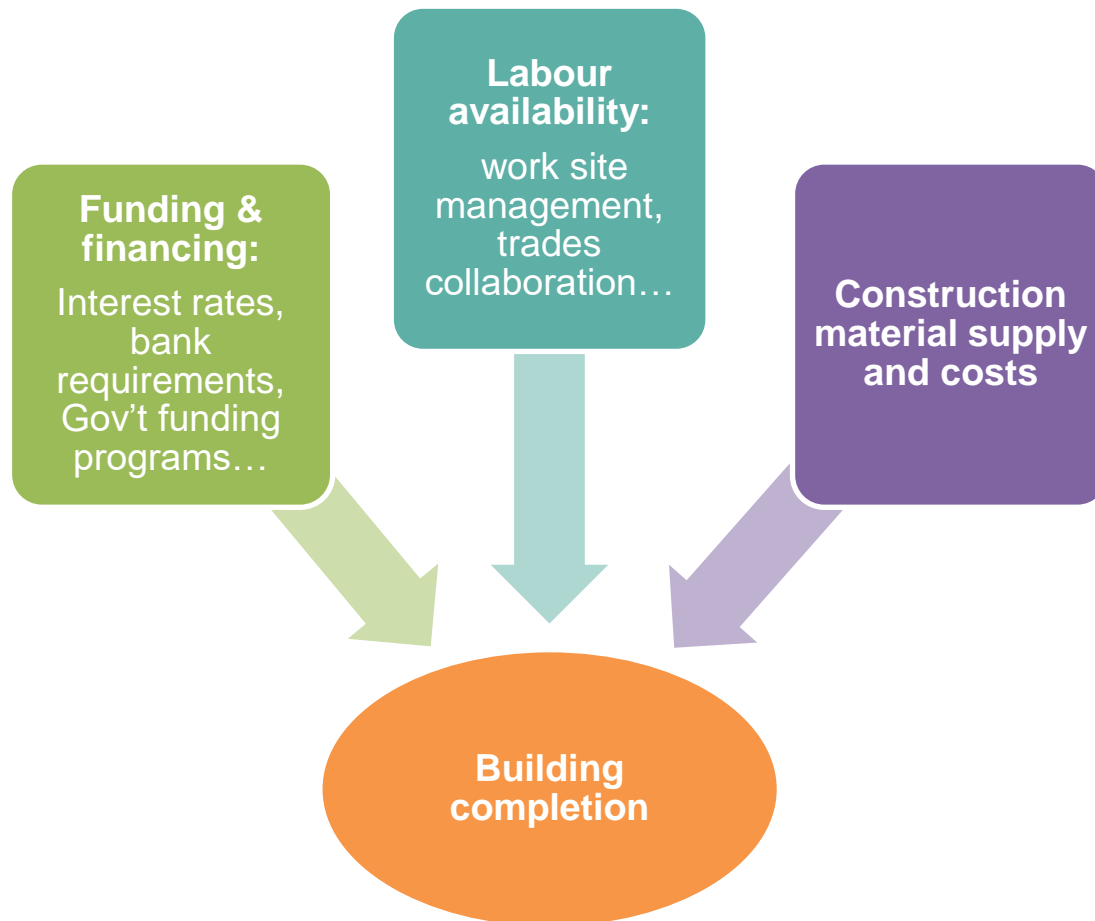 Labour
availability:
work site
management,
trades
collaboration…
Funding &
financing:
Interest rates,
bank
requirements,
Gov’t funding
programs…
Construction
material supply
and costs
Building
completion